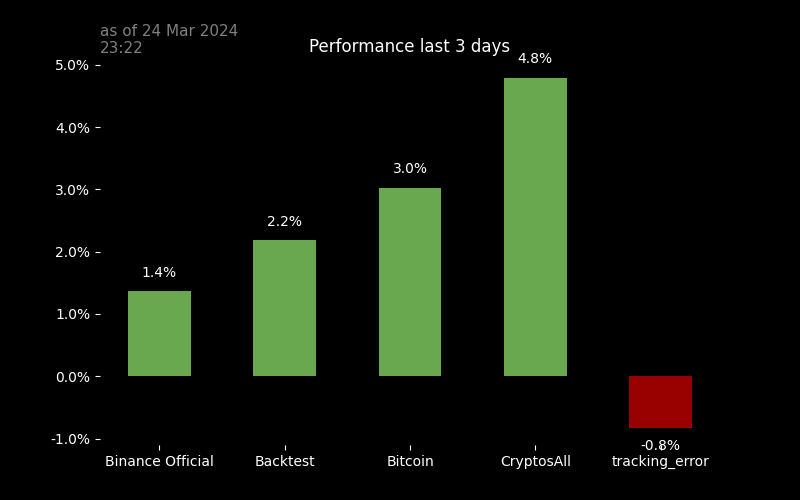 as of 24 Mar 2024
23:22
Performance last 3 days
5.0%
4.0%
3.0%
2.0%
1.0%
0.0%
-1.0%
1.4%
2.2%
3.0%
4.8%
-0.8%
Binance Official
Backtest
Bitcoin
CryptosAll
tracking_error